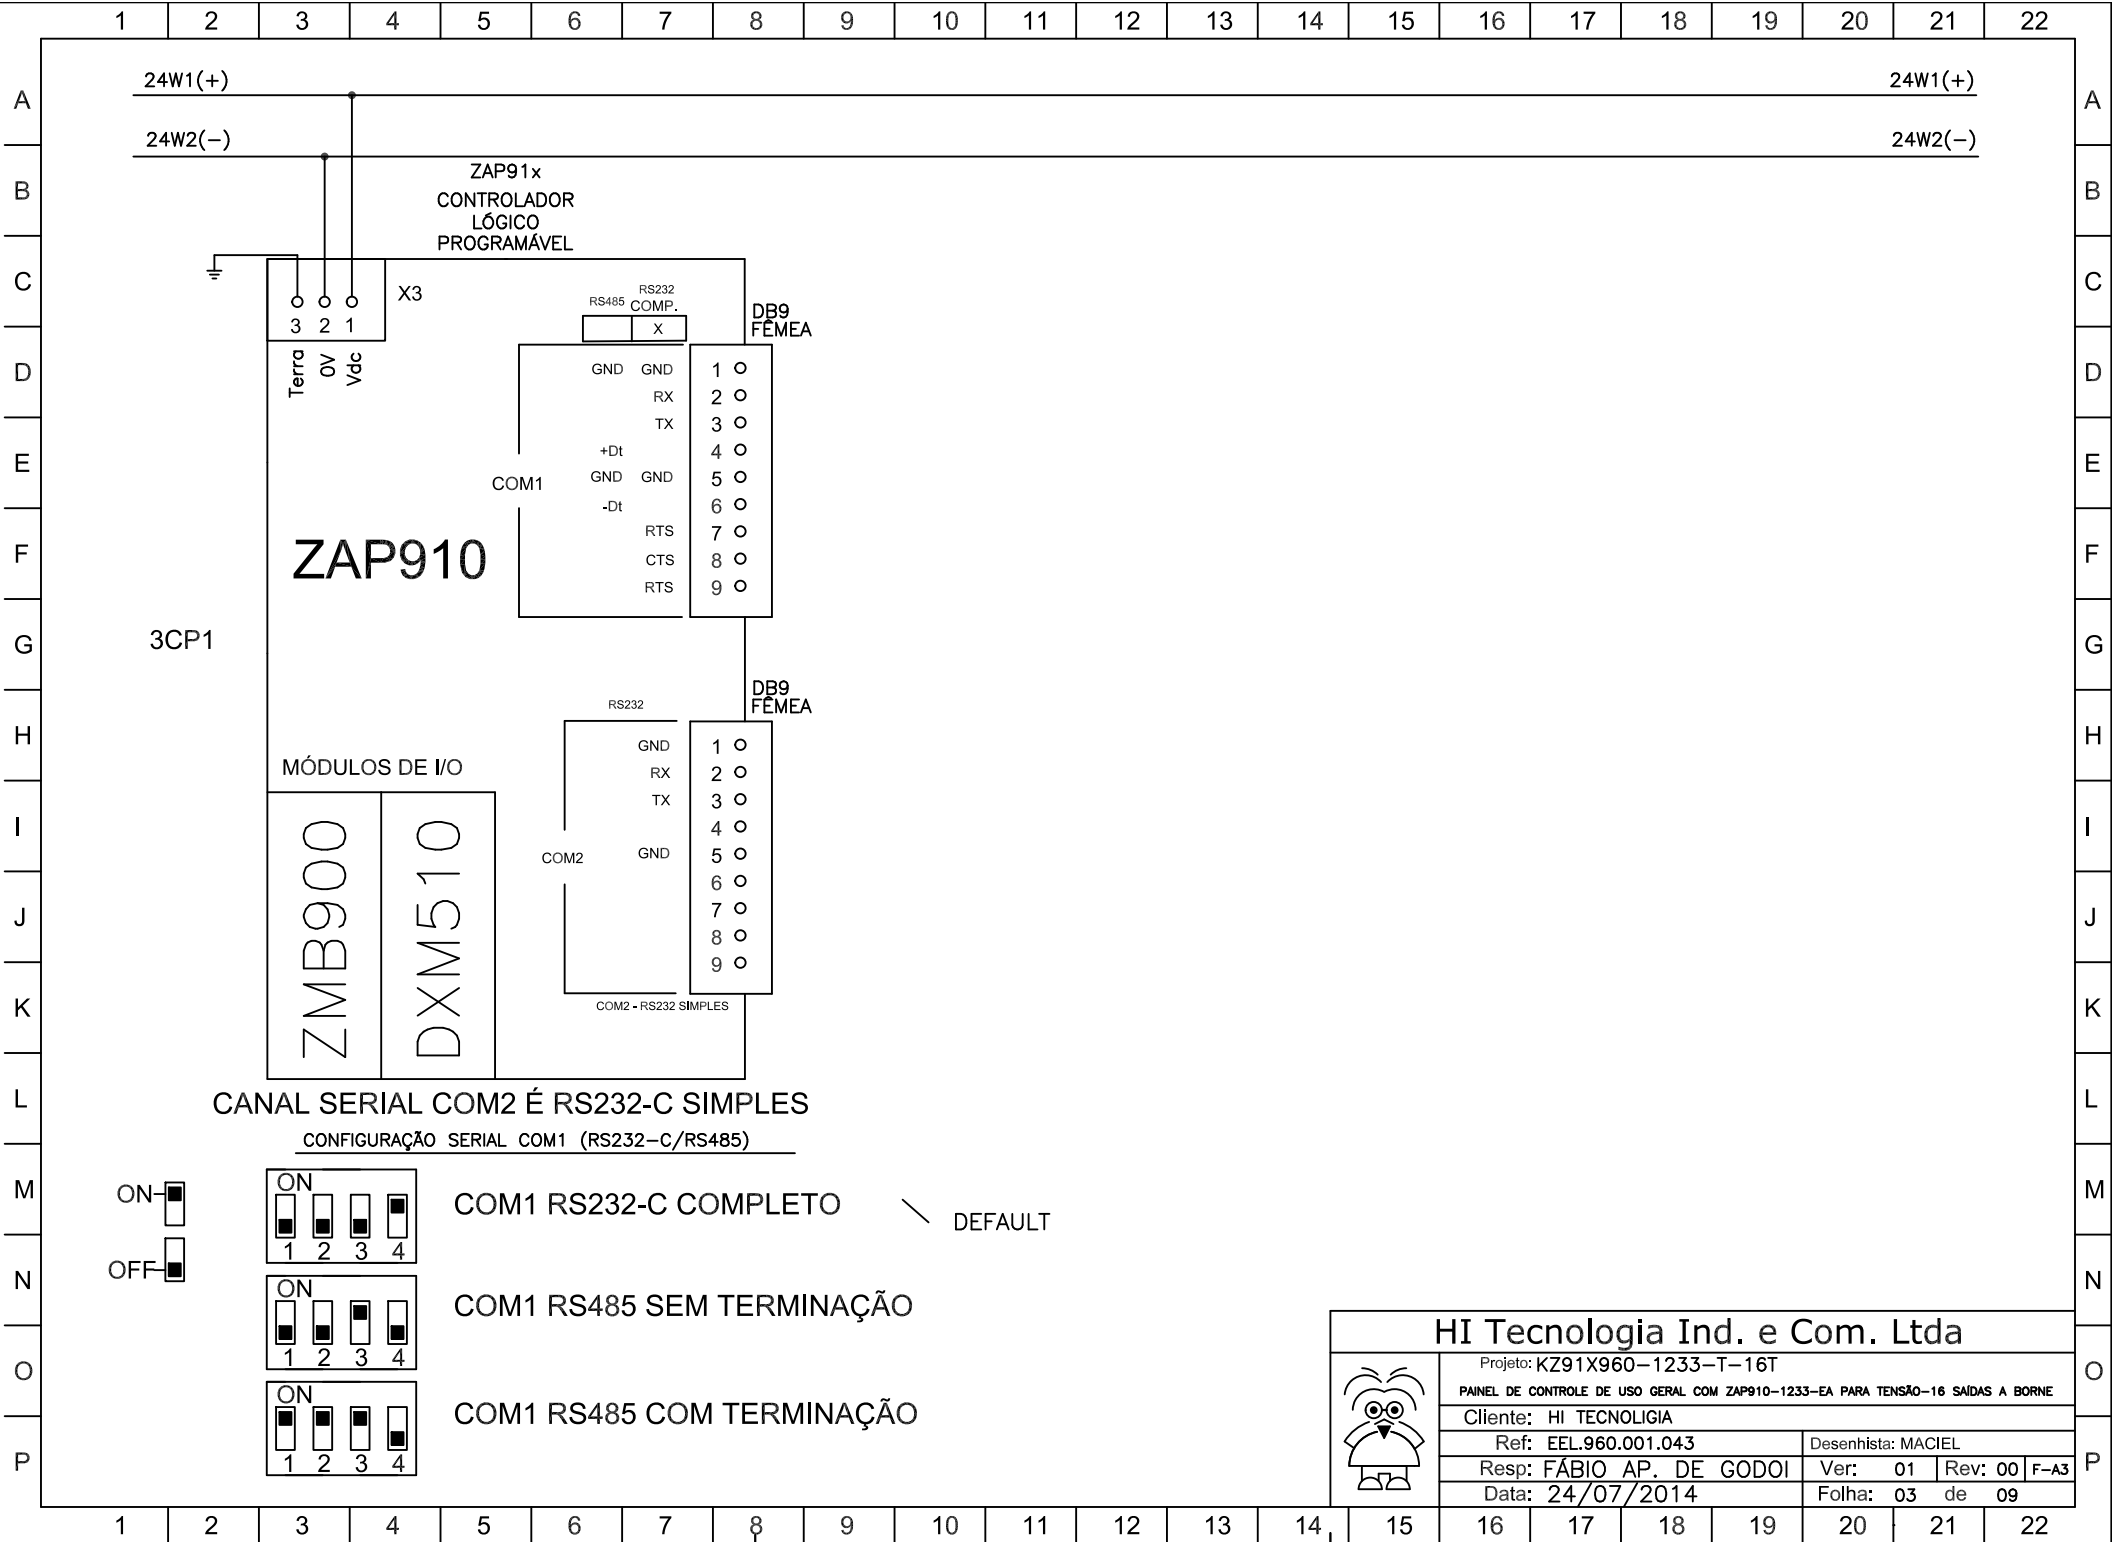 1 2 3 4 5 6 7 8 9 10 11 12 13 14 15 16 17 18 19 20 21 22
24W1(+) 24W1(+)
A A
24W2(-) 24W2(-)
ZAP91x
B B
CONTROLADOR
LÓGICO
PROGRAMÁVEL
C C
X3
RS232
RS485 COMP.
DB9
FÊMEA
3 2 1
X
Terra
0V
Vdc
D D
GND GND 1
RX 2
TX 3
+Dt 4
E E
COM1
GND GND 5
-Dt 6
RTS 7
F F
ZAP910
CTS 8
RTS 9
3CP1
G G
DB9
FÊMEA
RS232
H H
GND 1
MÓDULOS DE I/O
RX 2
TX 3
I I
4
COM2
GND 5
6
7
J J
8
9
ZMB900
DXM510
K K
COM2 - RS232 SIMPLES
L L
CANAL SERIAL COM2 É RS232-C SIMPLES
CONFIGURAÇÃO SERIAL COM1 (RS232-C/RS485)
M M
ON
ON
COM1 RS232-C COMPLETO
DEFAULT
1 2 3 4
OFF
N N
ON
COM1 RS485 SEM TERMINAÇÃO
1 2 3 4
O O
ON
COM1 RS485 COM TERMINAÇÃO
1 2 3 4
P P
HI Tecnologia Ind. e Com. Ltda
Projeto: KZ91X960-1233-T-16T
PAINEL DE CONTROLE DE USO GERAL COM ZAP910-1233-EA PARA TENSÃO-16 SAÍDAS A BORNE
Cliente: HI TECNOLIGIA
Ref: EEL.960.001.043 Desenhista: MACIEL
Resp: FÁBIO AP. DE GODOI Ver: 01 Rev: 00 F-A3
Data: 24/07/2014 Folha: 03 de 09
1 2 3 4 5 6 7 8 9 10 11 12 13 14 15 16 17 18 19 20 21 22